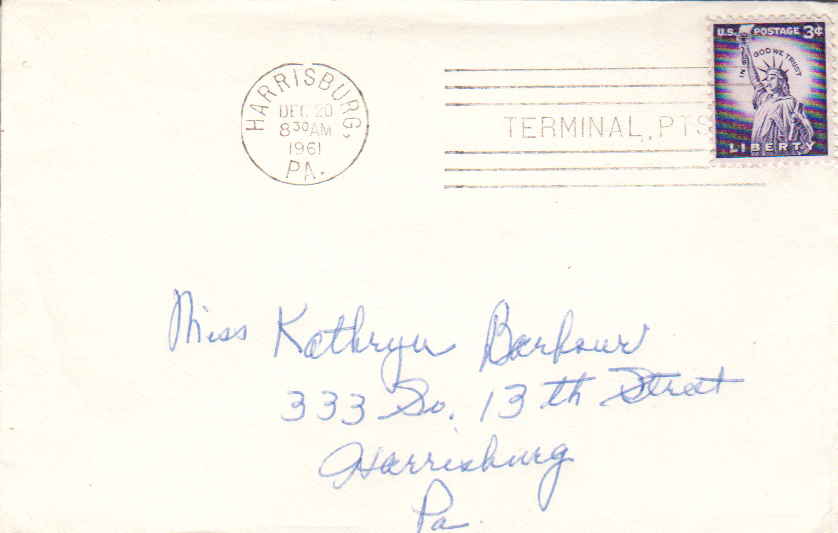 U.S. POSTAGE 3¢
IN GOD WE TRUST
LIBERTY
HARRISBURG,
DEC 20
8 30 AM
1961
PA.
TERMINAL, PTS
Miss Kathryn Barbour
333 So. 13th Street
Harrisburg
Pa.